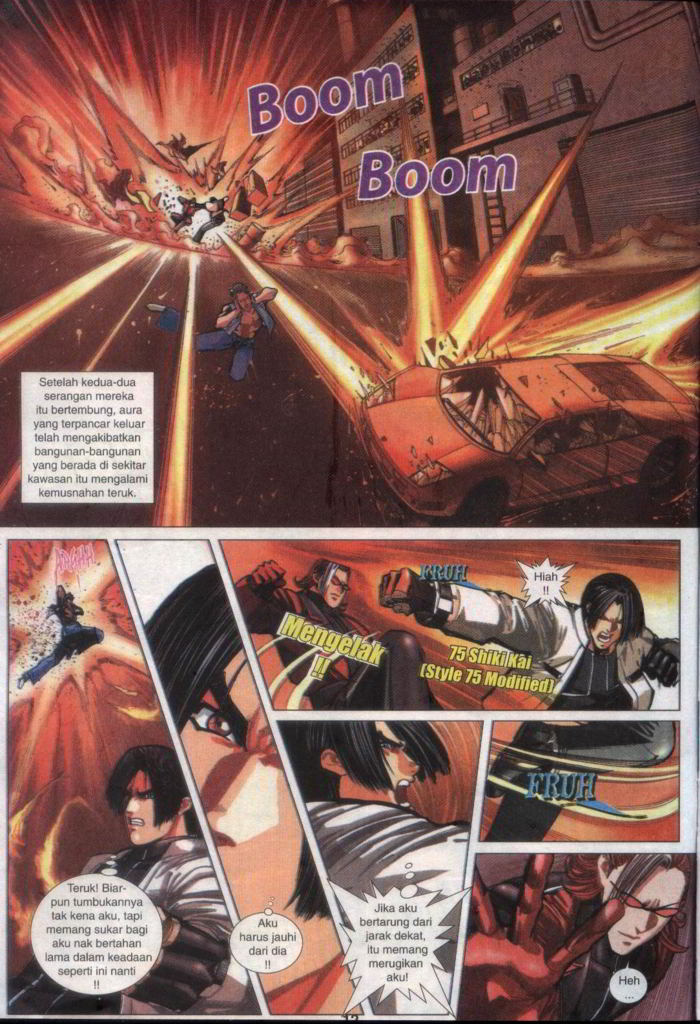 Boom
Boom
Setelah kedua-dua
serangan mereka
itu bertembung, aura
yang terpancar keluar
telah mengakibatkan
bangunan-bangunan
yang berada di sekitar
kawasan itu mengalami
kemusnahan teruk.
Teruk! Biar-
pun tumbukannya
tak kena aku, tapi
memang sukar bagi
aku nak bertahan
lama dalam keadaan
seperti ini nanti
!!
Aku
harus jauhi
dari dia
!!
Mengelak
!!
FRUH
Hiah
!!
75 Shiki Kai
(Style 75 Modified)
Jika aku
bertarung dari
jarak dekat,
itu memang
merugikan
aku!
FRUH
Heh
...